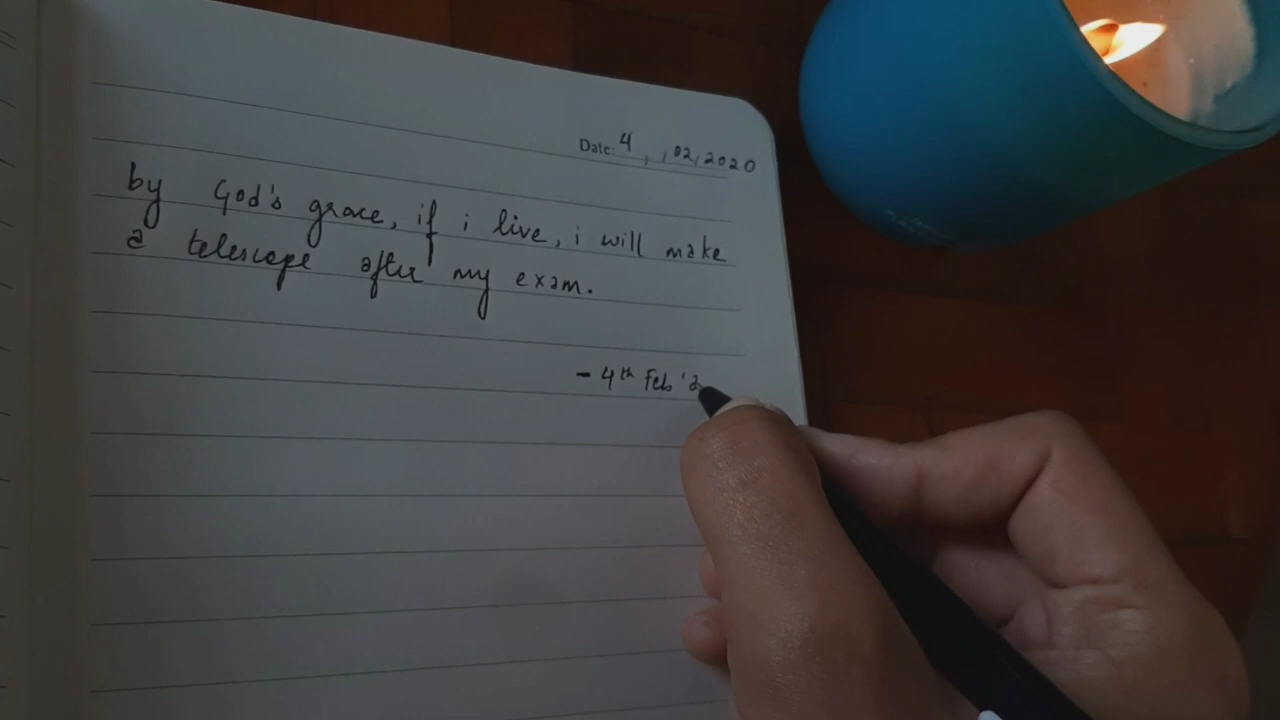 Date: 4, ,02,2020
by God's grace, if i live, i will make
a telescope after my exam.
- 4th Feb '2